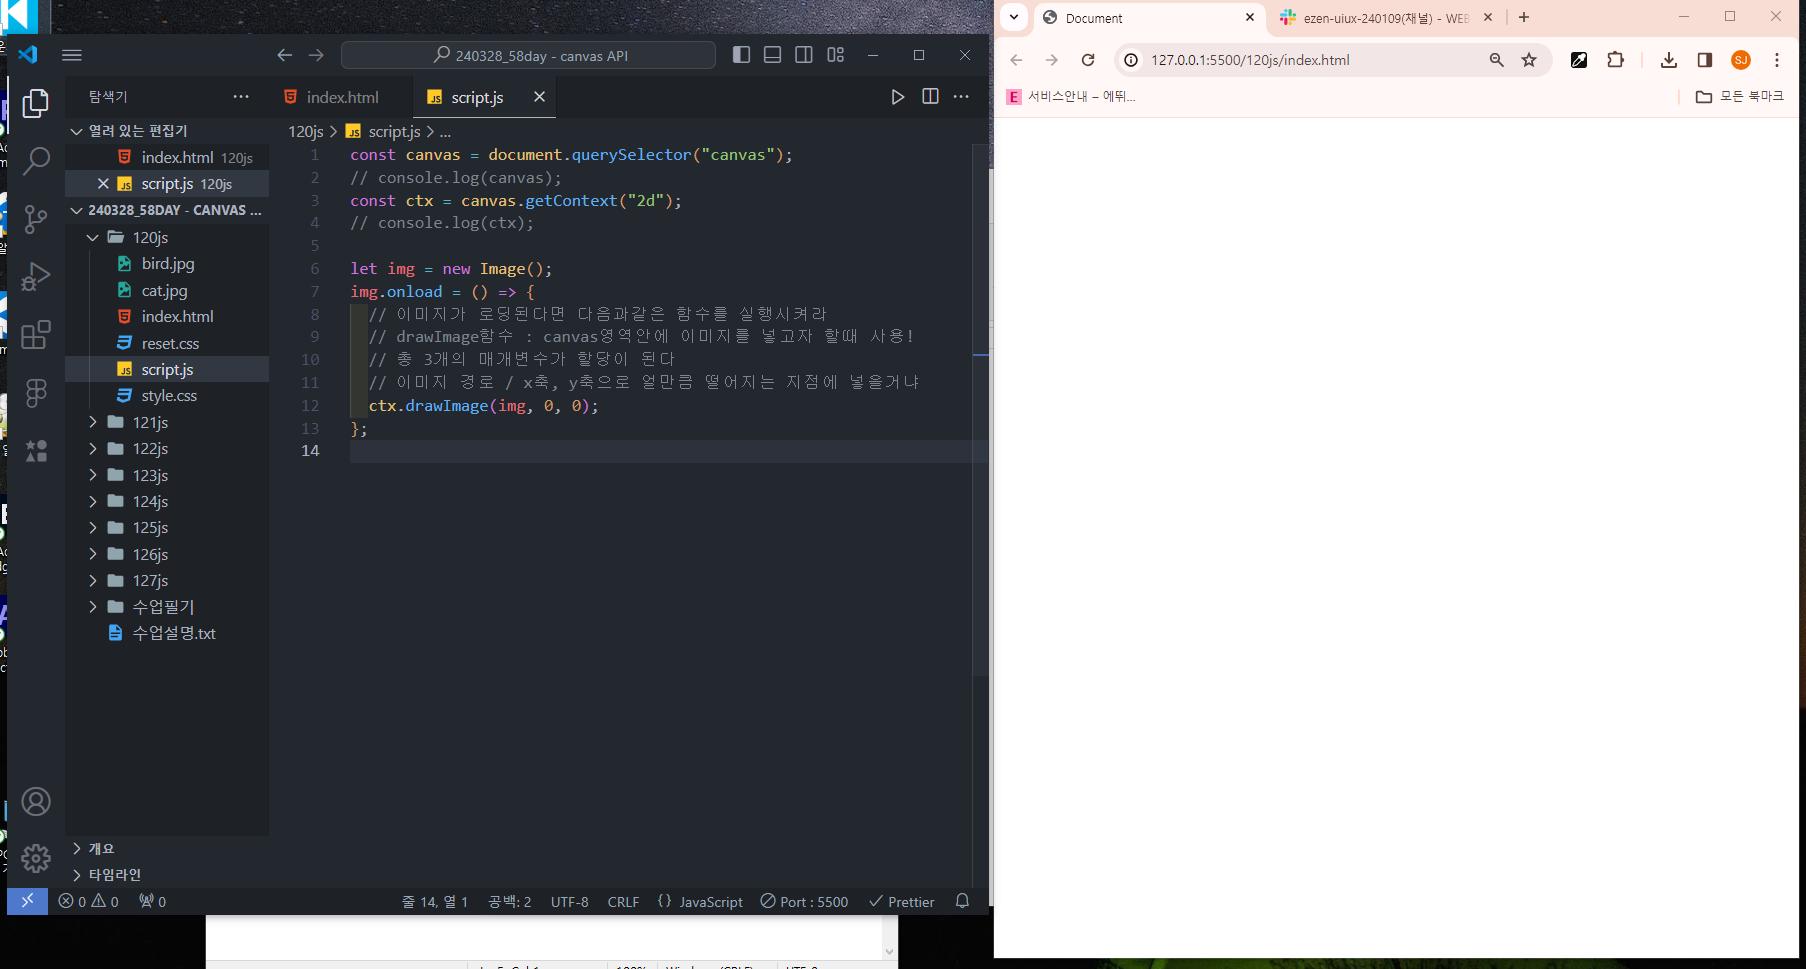 240328_58day - canvas API
탐색기
index.html
script.js
열려 있는 편집기
index.html 120js
script.js 120js
240328_58DAY - CANVAS ...
120js
bird.jpg
cat.jpg
index.html
reset.css
script.js
style.css
121js
122js
123js
124js
125js
126js
127js
수업필기
수업설명.txt
개요
타임라인
120js > script.js > ...
1 const canvas = document.querySelector("canvas");
2 // console.log(canvas);
3 const ctx = canvas.getContext("2d");
4 // console.log(ctx);
5
6 let img = new Image();
7 img.onload = () => {
8 // 이미지가 로딩된다면 다음과같은 함수를 실행시켜라
9 // drawImage함수 : canvas영역안에 이미지를 넣고자 할때 사용!
10 // 총 3개의 매개변수가 할당이 된다
11 // 이미지 경로 / x축, y축으로 얼만큼 떨어지는 지점에 넣을거냐
12 ctx.drawImage(img, 0, 0);
13 };
14
0 0 0
줄 14, 열 1 공백: 2 UTF-8 CRLF {} JavaScript Port : 5500 Prettier
Document
ezen-uiux-240109(채널) - WEB
127.0.0.1:5500/120js/index.html
SJ
E 서비스안내 – 에뛰...
모든 북마크